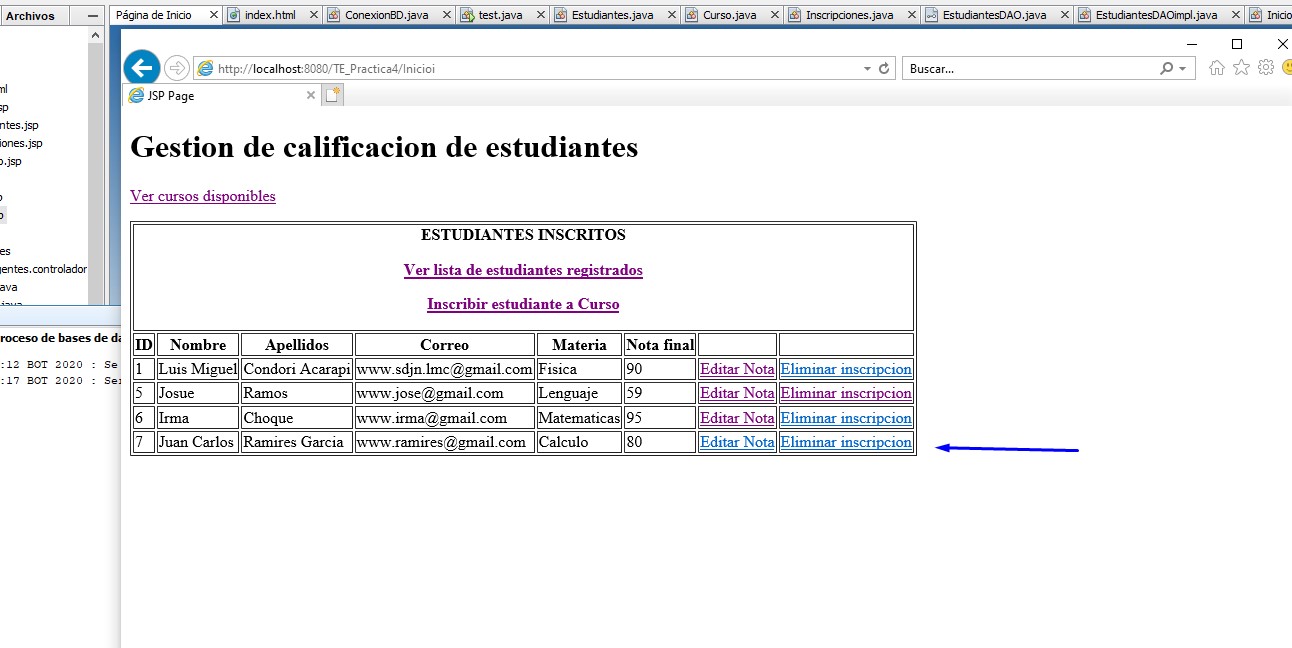 Archivos
Página de Inicio
index.html
ConexionBD.java
test.java
Estudiantes.java
Curso.java
Inscripciones.java
EstudiantesDAO.java
EstudiantesDAOimpl.java
Inicio
http://localhost:8080/TE_Practica4/Inicioi
Buscar...
JSP Page
ml
sp
ntes.jsp
iones.jsp
o.jsp
es
gentes.controlador
ava
roceso de bases de da
:12 BOT 2020 : Se
:17 BOT 2020 : Ser
Gestion de calificacion de estudiantes
Ver cursos disponibles
ESTUDIANTES INSCRITOS
Ver lista de estudiantes registrados
Inscribir estudiante a Curso
ID Nombre Apellidos Correo Materia Nota final
1 Luis Miguel Condori Acarapi www.sdjn.lmc@gmail.com Fisica 90 Editar Nota Eliminar inscripcion
5 Josue Ramos www.jose@gmail.com Lenguaje 59 Editar Nota Eliminar inscripcion
6 Irma Choque www.irma@gmail.com Matematicas 95 Editar Nota Eliminar inscripcion
7 Juan Carlos Ramires Garcia www.ramires@gmail.com Calculo 80 Editar Nota Eliminar inscripcion